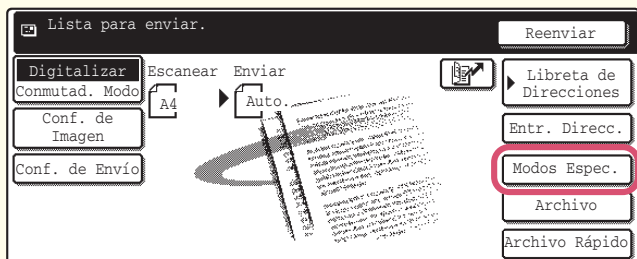 Lista para enviar.
Reenviar
Digitalizar
Conmutad. Modo
Escanear
Enviar
A4
Auto.
Libreta de
Direcciones
Conf. de
Imagen
Entr. Direcc.
Conf. de Envío
Modos Espec.
Archivo
Archivo Rápido